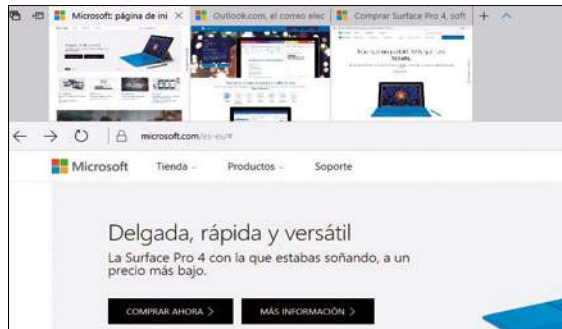 Microsoft: página de ini
Outlook.com, el correo elec
Comprar Surface Pro 4, soft
microsoft.com/es-es/#
Microsoft
Tienda
Productos
Soporte
Delgada, rápida y versátil
La Surface Pro 4 con la que estabas soñando, a un
precio más bajo.
COMPRAR AHORA >
MÁS INFORMACIÓN >